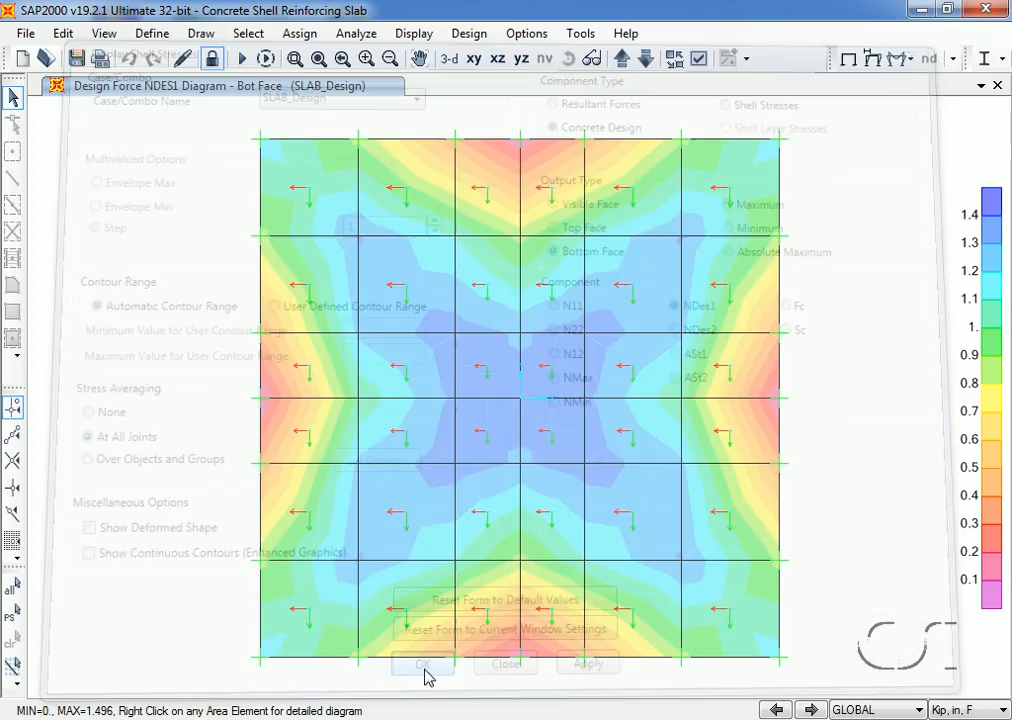 SAP2000 v19.2.1 Ultimate 32-bit - Concrete Shell Reinforcing Slab
File Edit View Define Draw Select Assign Analyze Display Design Options Tools Help
3-d xy xz yz nv nd
Design Force NDES1 Diagram - Bot Face (SLAB_Design)
Display Shell Stresses
Case/Combo
Case/Combo Name SLAB_Design
Multivalued Options
Envelope Max
Envelope Min
Step
1
Contour Range
Automatic Contour Range User Defined Contour Range
Minimum Value for User Contour Range
Maximum Value for User Contour Range
Stress Averaging
None
At All Joints
Over Objects and Groups
Miscellaneous Options
Show Deformed Shape
Show Continuous Contours (Enhanced Graphics)
Component Type
Resultant Forces Shell Stresses
Concrete Design Shell Layer Stresses
Output Type
Visible Face Maximum
Top Face Minimum
Bottom Face Absolute Maximum
Component
N11 NDes1 Fc
N22 NDes2 Sc
N12 ASt1
NMax ASt2
NMin
Reset Form to Default Values
Reset Form to Current Window Settings
OK Close Apply
1.4
1.3
1.2
1.1
1.
0.9
0.8
0.7
0.6
0.5
0.4
0.3
0.2
0.1
all
PS
clr
CSI
MIN=0., MAX=1.496, Right Click on any Area Element for detailed diagram
GLOBAL
Kip, in, F